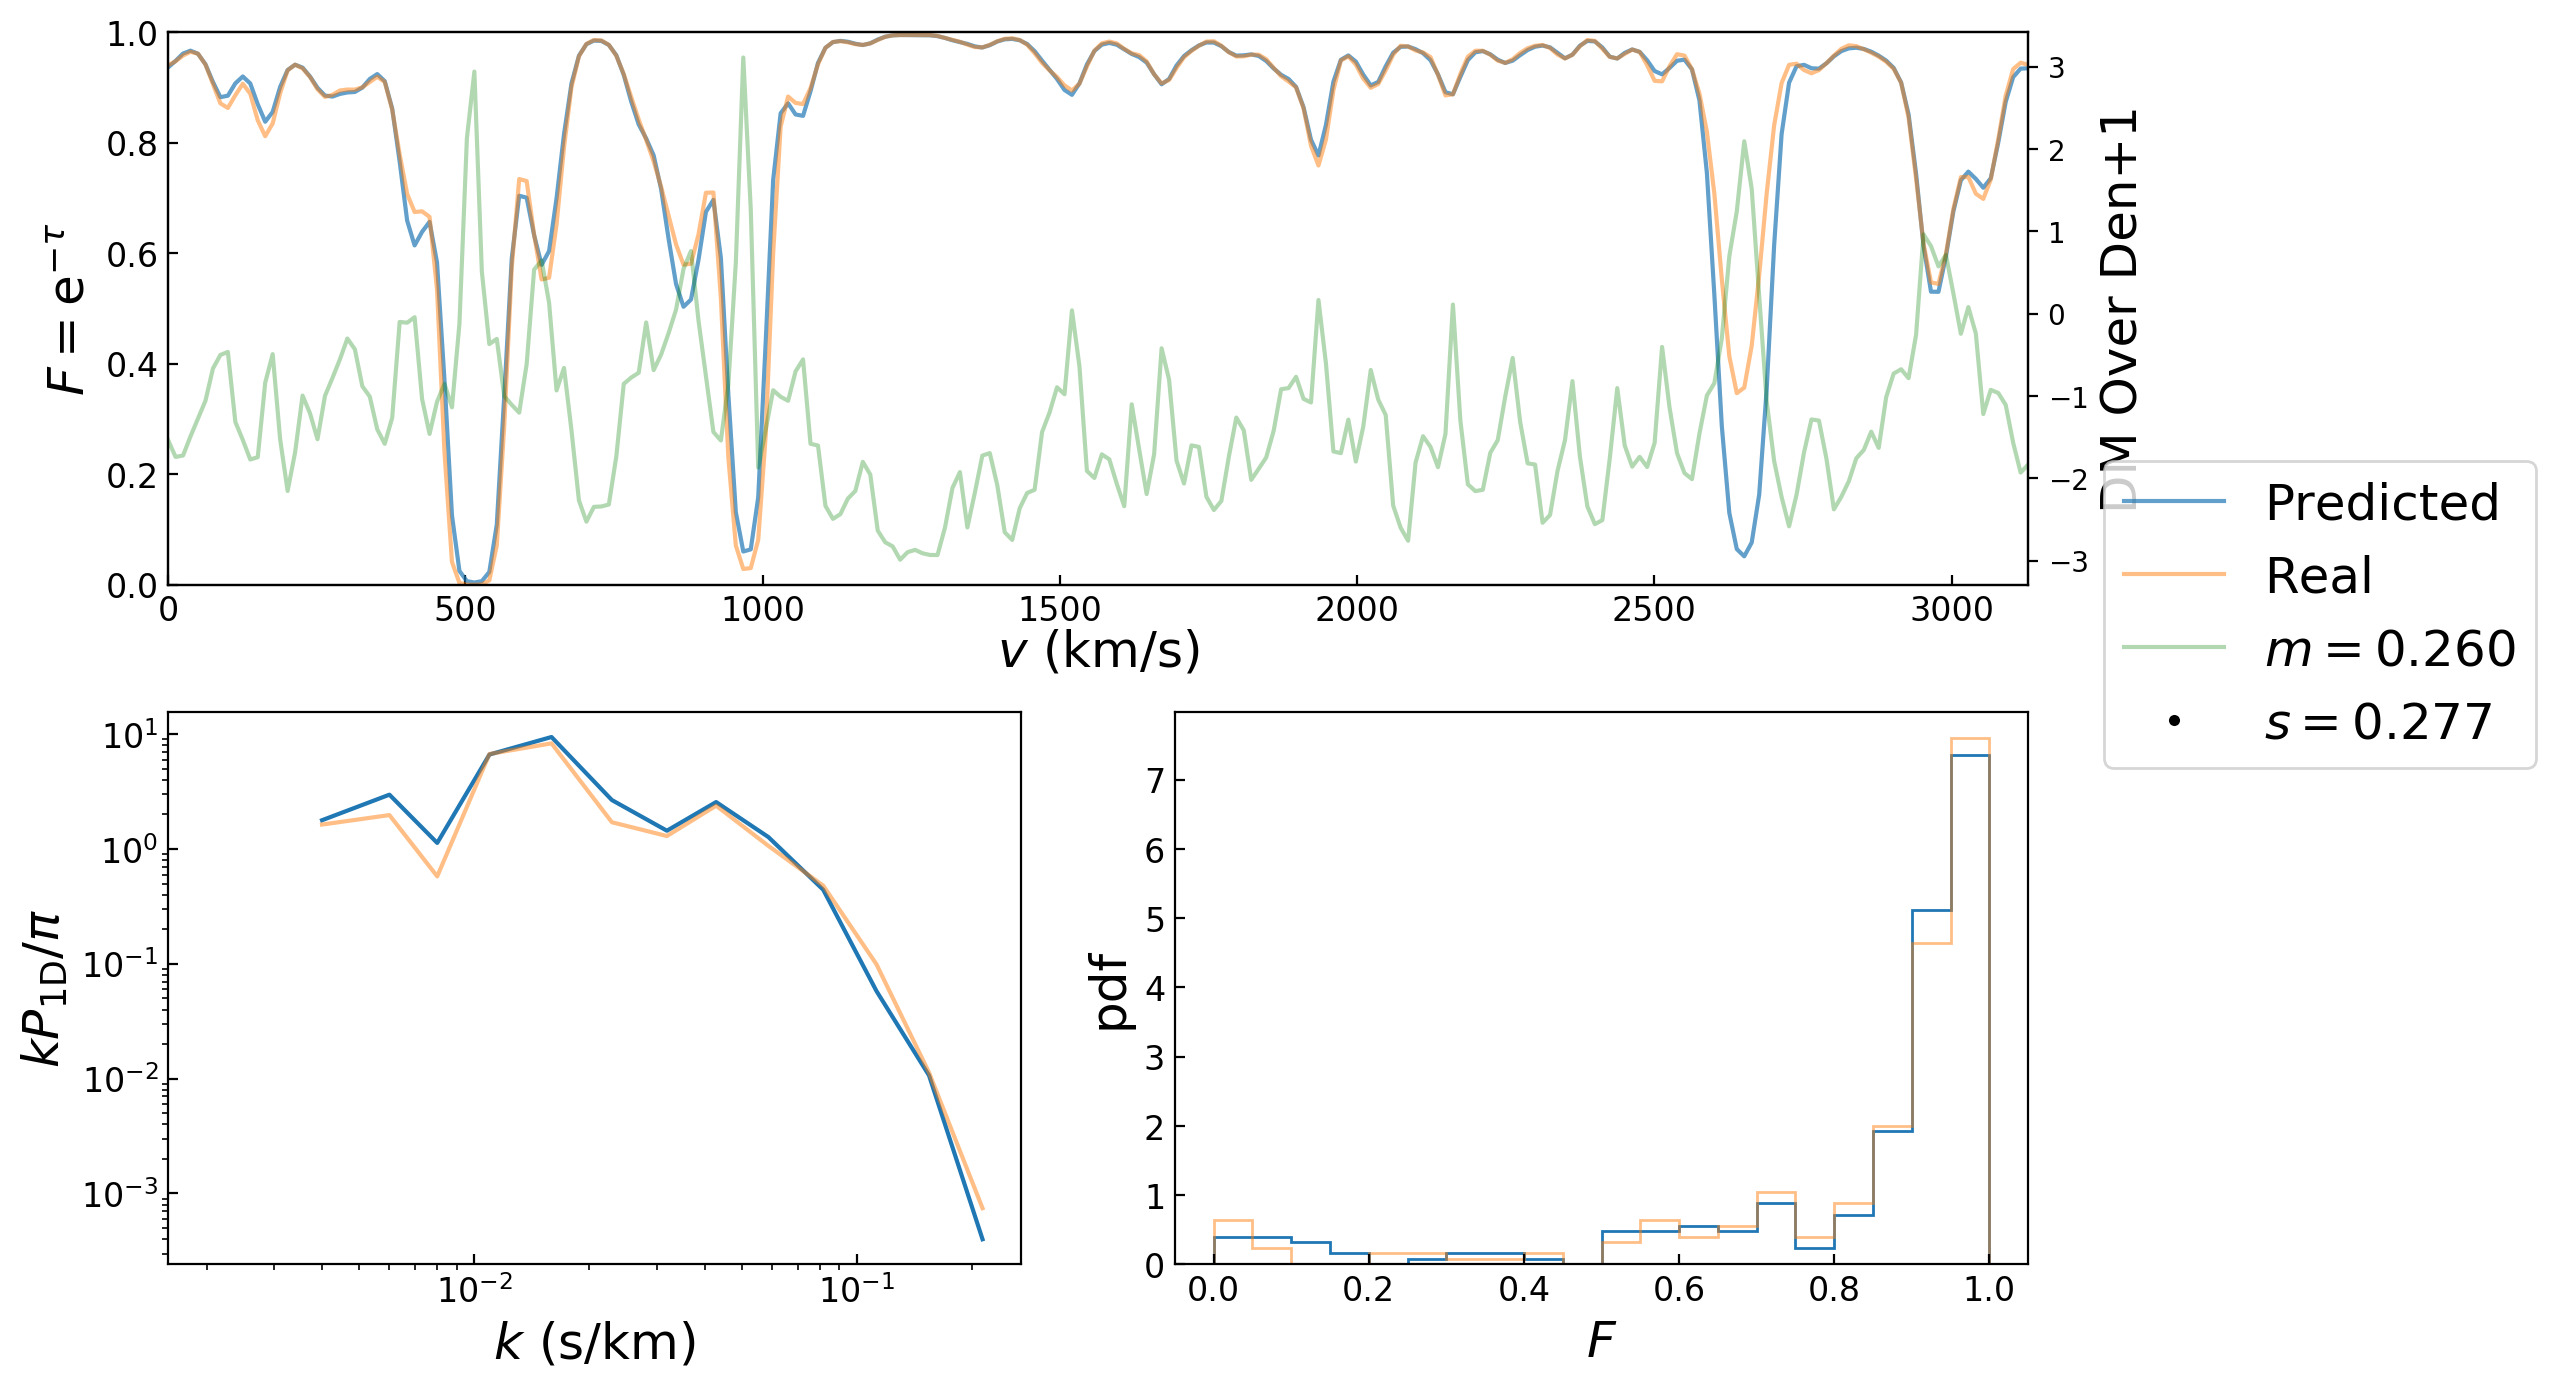 1.0
0.8
0.6
0.4
0.2
0.0
F = e^{−τ}
0 500 1000 1500 2000 2500 3000
v (km/s)
3
2
1
0
−1
−2
−3
DM Over Den+1
Predicted
Real
m = 0.260
s = 0.277
10^1
10^0
10^{−1}
10^{−2}
10^{−3}
kP_{1D}/π
10^{−2} 10^{−1}
k (s/km)
7
6
5
4
3
2
1
0
pdf
0.0 0.2 0.4 0.6 0.8 1.0
F